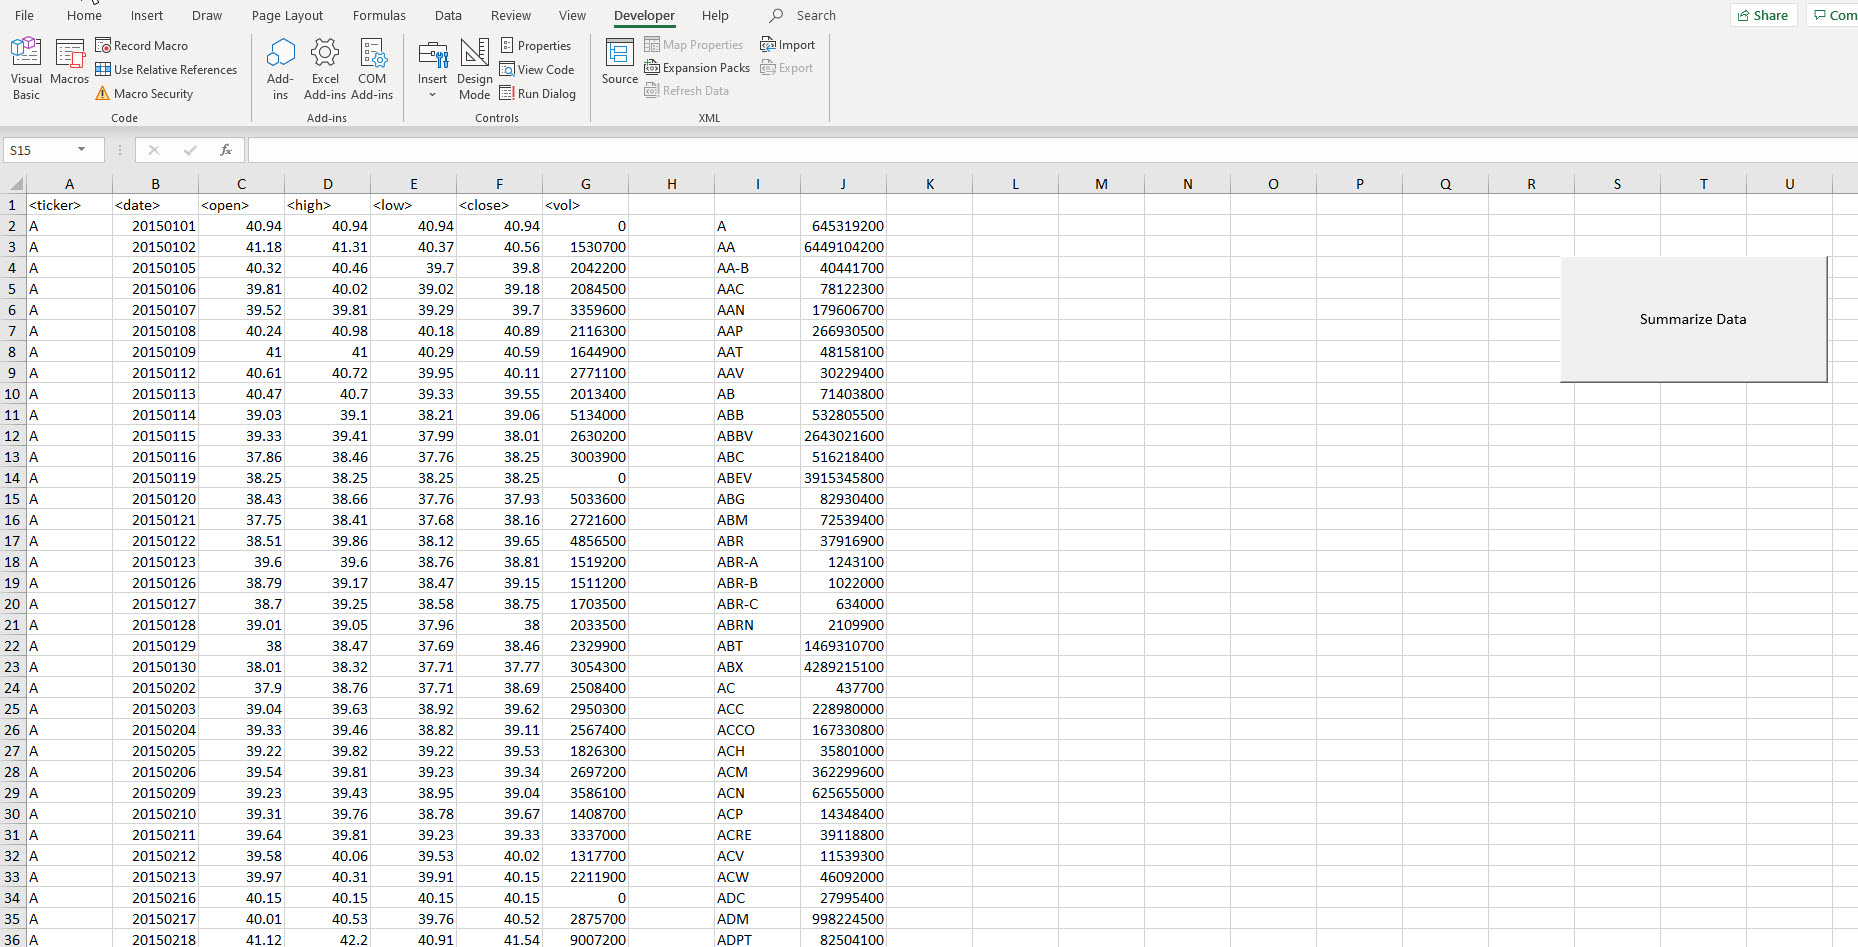 File Home Insert Draw Page Layout Formulas Data Review View Developer Help Search Share Com
Visual Basic
Macros
Record Macro
Use Relative References
Macro Security
Code
Add-ins
Excel Add-ins
COM Add-ins
Add-ins
Insert
Design Mode
Properties
View Code
Run Dialog
Controls
Source
Map Properties
Expansion Packs
Refresh Data
Import
Export
XML
S15 fx
A B C D E F G H I J K L M N O P Q R S T U
1 <ticker> <date> <open> <high> <low> <close> <vol>
2 A 20150101 40.94 40.94 40.94 40.94 0 A 645319200
3 A 20150102 41.18 41.31 40.37 40.56 1530700 AA 6449104200
4 A 20150105 40.32 40.46 39.7 39.8 2042200 AA-B 40441700
5 A 20150106 39.81 40.02 39.02 39.18 2084500 AAC 78122300
6 A 20150107 39.52 39.81 39.29 39.7 3359600 AAN 179606700
7 A 20150108 40.24 40.98 40.18 40.89 2116300 AAP 266930500
8 A 20150109 41 41 40.29 40.59 1644900 AAT 48158100
9 A 20150112 40.61 40.72 39.95 40.11 2771100 AAV 30229400
10 A 20150113 40.47 40.7 39.33 39.55 2013400 AB 71403800
11 A 20150114 39.03 39.1 38.21 39.06 5134000 ABB 532805500
12 A 20150115 39.33 39.41 37.99 38.01 2630200 ABBV 2643021600
13 A 20150116 37.86 38.46 37.76 38.25 3003900 ABC 516218400
14 A 20150119 38.25 38.25 38.25 38.25 0 ABEV 3915345800
15 A 20150120 38.43 38.66 37.76 37.93 5033600 ABG 82930400
16 A 20150121 37.75 38.41 37.68 38.16 2721600 ABM 72539400
17 A 20150122 38.51 39.86 38.12 39.65 4856500 ABR 37916900
18 A 20150123 39.6 39.6 38.76 38.81 1519200 ABR-A 1243100
19 A 20150126 38.79 39.17 38.47 39.15 1511200 ABR-B 1022000
20 A 20150127 38.7 39.25 38.58 38.75 1703500 ABR-C 634000
21 A 20150128 39.01 39.05 37.96 38 2033500 ABRN 2109900
22 A 20150129 38 38.47 37.69 38.46 2329900 ABT 1469310700
23 A 20150130 38.01 38.32 37.71 37.77 3054300 ABX 4289215100
24 A 20150202 37.9 38.76 37.71 38.69 2508400 AC 437700
25 A 20150203 39.04 39.63 38.92 39.62 2950300 ACC 228980000
26 A 20150204 39.33 39.46 38.82 39.11 2567400 ACCO 167330800
27 A 20150205 39.22 39.82 39.22 39.53 1826300 ACH 35801000
28 A 20150206 39.54 39.81 39.23 39.34 2697200 ACM 362299600
29 A 20150209 39.23 39.43 38.95 39.04 3586100 ACN 625655000
30 A 20150210 39.31 39.76 38.78 39.67 1408700 ACP 14348400
31 A 20150211 39.64 39.81 39.23 39.33 3337000 ACRE 39118800
32 A 20150212 39.58 40.06 39.53 40.02 1317700 ACV 11539300
33 A 20150213 39.97 40.31 39.91 40.15 2211900 ACW 46092000
34 A 20150216 40.15 40.15 40.15 40.15 0 ADC 27995400
35 A 20150217 40.01 40.53 39.76 40.52 2875700 ADM 998224500
36 A 20150218 41.12 42.2 40.91 41.54 9007200 ADPT 82504100
Summarize Data